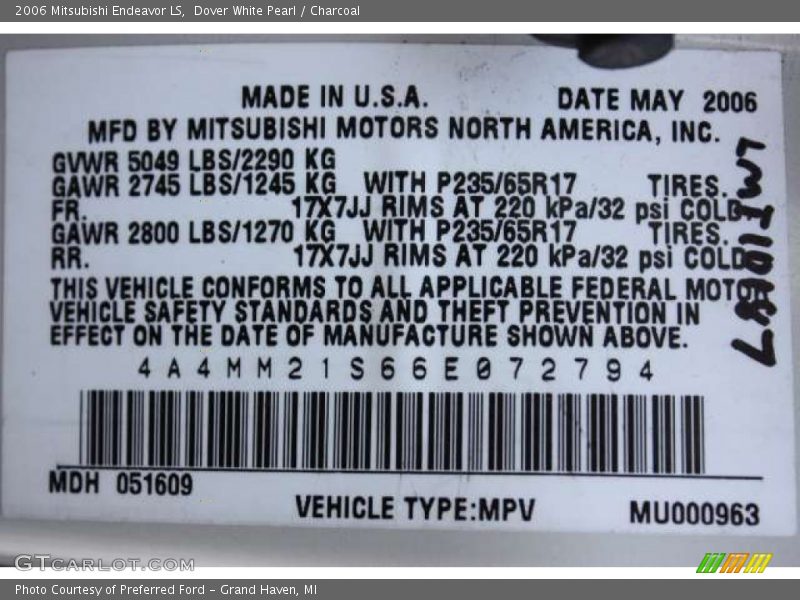 2006 Mitsubishi Endeavor LS,  Dover White Pearl / Charcoal
MADE IN U.S.A. DATE MAY 2006
MFD BY MITSUBISHI MOTORS NORTH AMERICA, INC.
GVWR 5049 LBS/2290 KG
GAWR 2745 LBS/1245 KG WITH P235/65R17 TIRES.
FR. 17X7JJ RIMS AT 220 kPa/32 psi COLD
GAWR 2800 LBS/1270 KG WITH P235/65R17 TIRES.
RR. 17X7JJ RIMS AT 220 kPa/32 psi COLD
THIS VEHICLE CONFORMS TO ALL APPLICABLE FEDERAL MOTOR
VEHICLE SAFETY STANDARDS AND THEFT PREVENTION IN
EFFECT ON THE DATE OF MANUFACTURE SHOWN ABOVE.
4A4MM21S66E072794
MDH 051609
VEHICLE TYPE:MPV MU000963
GTCARLOT.COM
Photo Courtesy of Preferred Ford - Grand Haven, MI